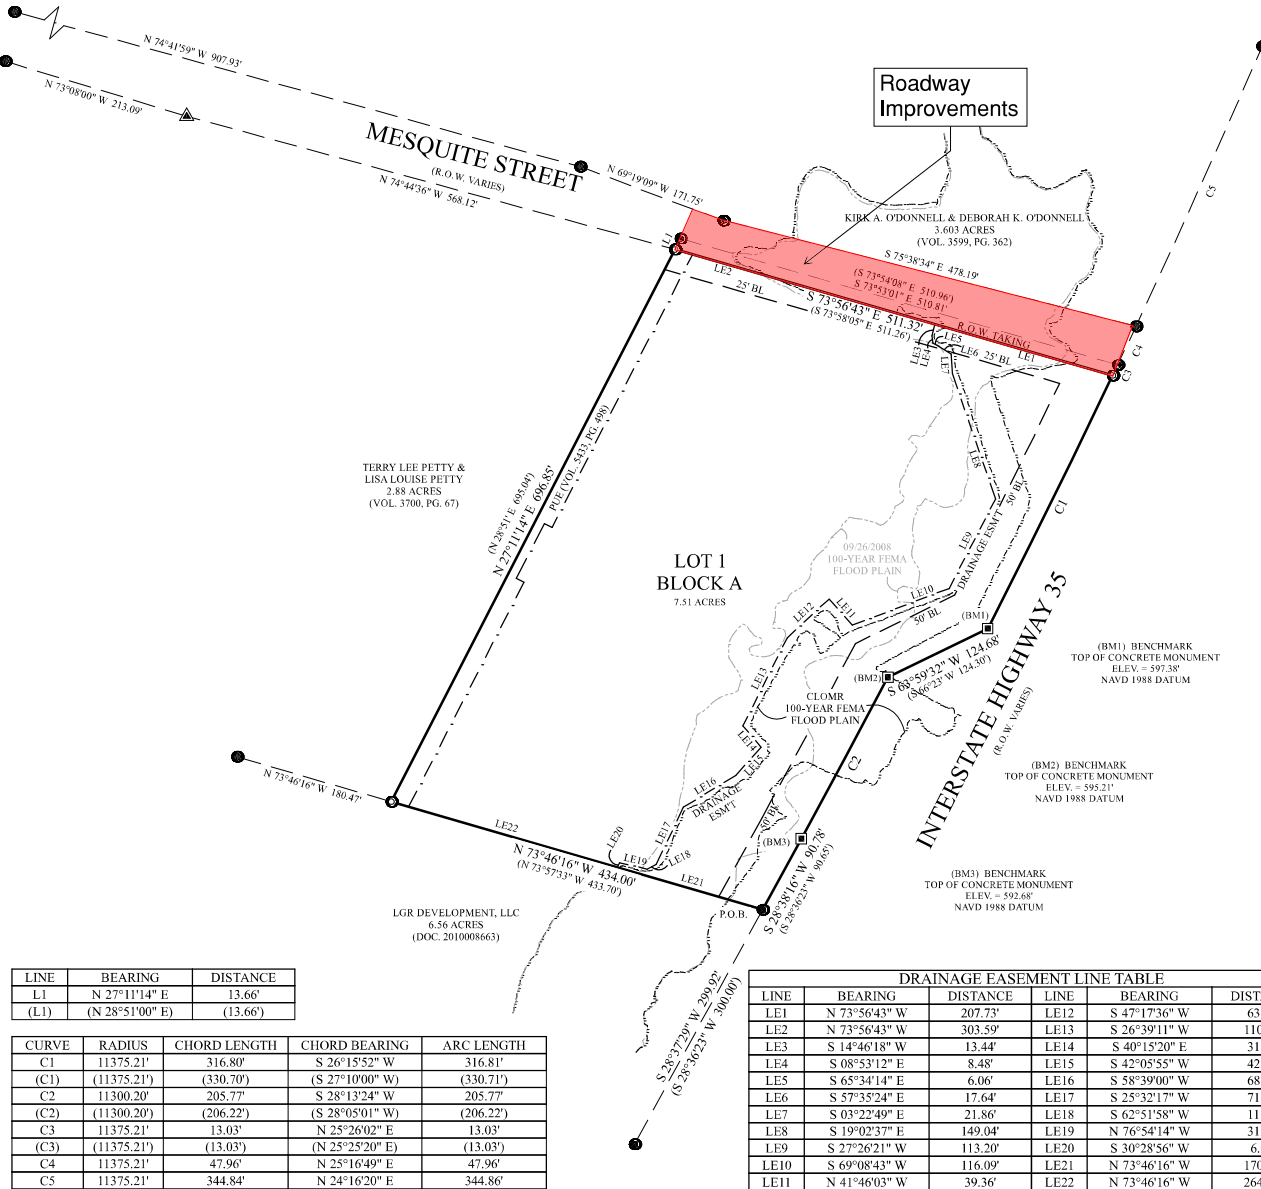 N 74°41'59" W 907.93'
N 73°08'00" W 213.09'
MESQUITE STREET
(R.O.W. VARIES)
N 74°44'36" W 568.12'
N 69°19'09" W 171.75'
Roadway
Improvements
C5
KIRK A. O'DONNELL & DEBORAH K. O'DONNELL
3.603 ACRES
(VOL. 3599, PG. 362)
S 75°38'34" E 478.19'
(S 73°54'08" E 510.96')
S 73°53'01" E 510.81'
S 73°56'43" E 511.32'
(S 73°58'05" E 511.26')
L1
LE2
25' BL
R.O.W. TAKING
LE1
LE3
LE4
LE5
LE6
25' BL
LE7
C4
C3
LE8
50' BL
C1
TERRY LEE PETTY &
LISA LOUISE PETTY
2.88 ACRES
(VOL. 3700, PG. 67)
(N 28°51' E 695.04')
N 27°11'14" E 696.85'
PUE (VOL. 5433, PG. 498)
LOT 1
BLOCK A
7.51 ACRES
09/26/2008
100-YEAR FEMA
FLOOD PLAIN
LE9
DRAINAGE ESM'T
LE10
50' BL
LE11
LE12
LE13
(BM1)
(BM2)
S 63°59'32" W 124.68'
(S 66°23' W 124.30')
INTERSTATE HIGHWAY 35
(R.O.W. VARIES)
CLOMR
100-YEAR FEMA
FLOOD PLAIN
C2
LE14
LE15
LE16
DRAINAGE
ESM'T
LE17
LE18
LE19
LE20
LE21
LE22
50' BL
(BM3)
(BM1) BENCHMARK
TOP OF CONCRETE MONUMENT
ELEV. = 597.38'
NAVD 1988 DATUM
(BM2) BENCHMARK
TOP OF CONCRETE MONUMENT
ELEV. = 595.21'
NAVD 1988 DATUM
(BM3) BENCHMARK
TOP OF CONCRETE MONUMENT
ELEV. = 592.68'
NAVD 1988 DATUM
N 73°46'16" W 180.47'
N 73°46'16" W 434.00'
(N 73°57'33" W 433.70')
P.O.B.
S 28°38'16" W 90.78'
(S 28°36'23" W 90.65')
S 28°37'29" W 299.92'
(S 28°36'23" W 300.00')
LGR DEVELOPMENT, LLC
6.56 ACRES
(DOC. 2010008663)
LINE BEARING DISTANCE
L1 N 27°11'14" E 13.66'
(L1) (N 28°51'00" E) (13.66')
CURVE RADIUS CHORD LENGTH CHORD BEARING ARC LENGTH
C1 11375.21' 316.80' S 26°15'52" W 316.81'
(C1) (11375.21') (330.70') (S 27°10'00" W) (330.71')
C2 11300.20' 205.77' S 28°13'24" W 205.77'
(C2) (11300.20') (206.22') (S 28°05'01" W) (206.22')
C3 11375.21' 13.03' N 25°26'02" E 13.03'
(C3) (11375.21') (13.03') (N 25°25'20" E) (13.03')
C4 11375.21' 47.96' N 25°16'49" E 47.96'
C5 11375.21' 344.84' N 24°16'20" E 344.86'
DRAINAGE EASEMENT LINE TABLE
LINE BEARING DISTANCE LINE BEARING DIST
LE1 N 73°56'43" W 207.73' LE12 S 47°17'36" W 63
LE2 N 73°56'43" W 303.59' LE13 S 26°39'11" W 110
LE3 S 14°46'18" W 13.44' LE14 S 40°15'20" E 31
LE4 S 08°53'12" E 8.48' LE15 S 42°05'55" W 42
LE5 S 65°34'14" E 6.06' LE16 S 58°39'00" W 68
LE6 S 57°35'24" E 17.64' LE17 S 25°32'17" W 71
LE7 S 03°22'49" E 21.86' LE18 S 62°51'58" W 11
LE8 S 19°02'37" E 149.04' LE19 N 76°54'14" W 31
LE9 S 27°26'21" W 113.20' LE20 S 30°28'56" W 6.
LE10 S 69°08'43" W 116.09' LE21 N 73°46'16" W 170
LE11 N 41°46'03" W 39.36' LE22 N 73°46'16" W 264